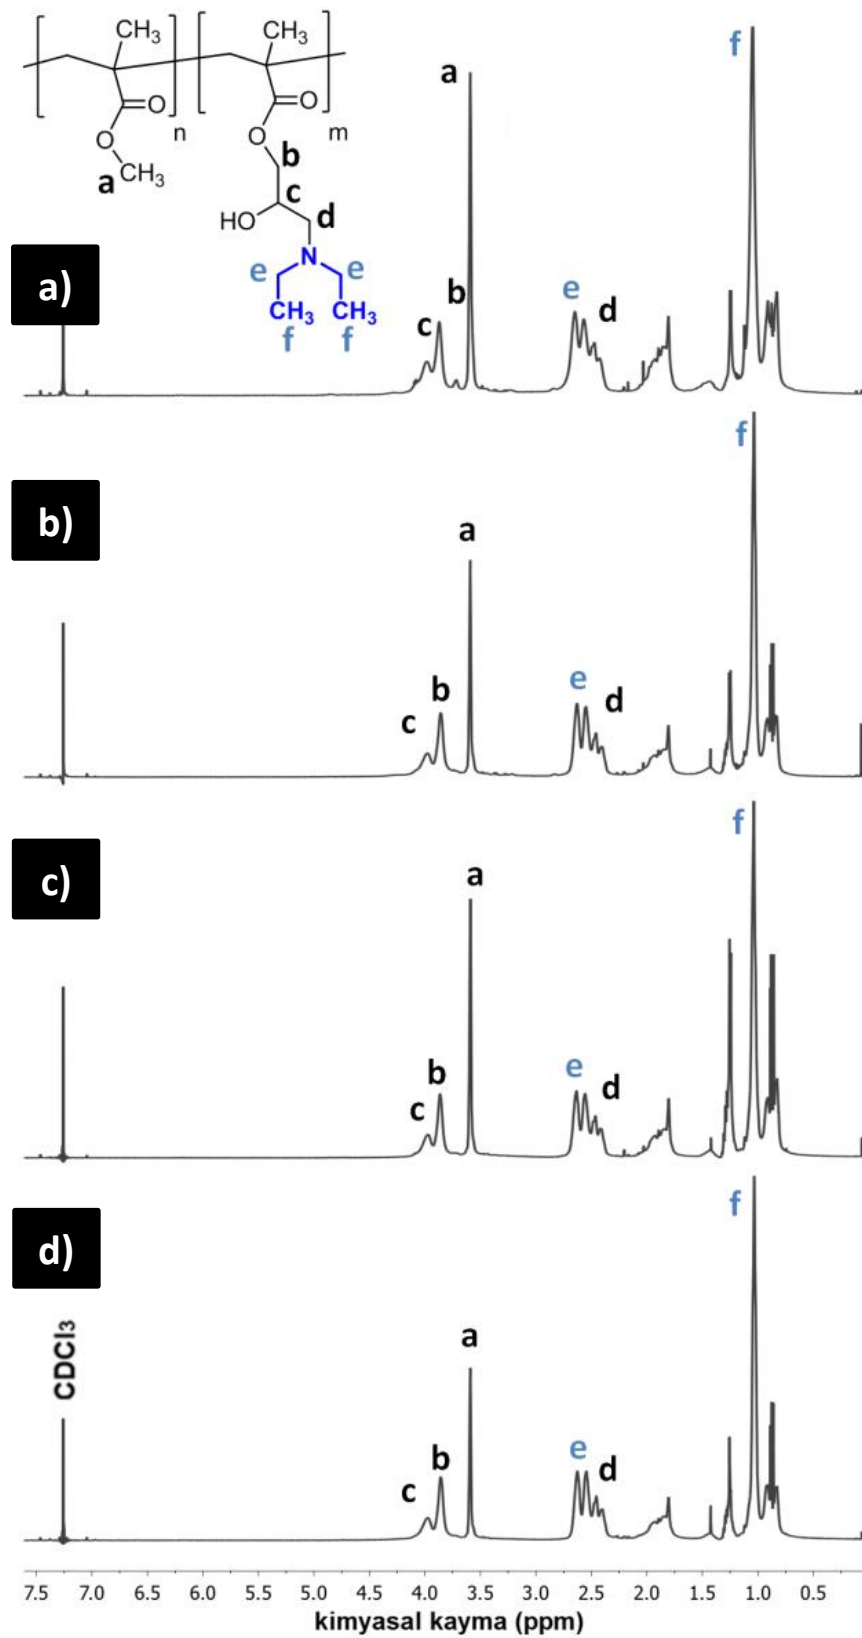 CH₃ CH₃
O O
n m
O O
a CH₃ b
c
HO d
N
e e
CH₃ CH₃
f f
a)
c b a e d f
b)
c b a e d f
c)
c b a e d f
d)
CDCl₃ c b a e d f
7.5 7.0 6.5 6.0 5.5 5.0 4.5 4.0 3.5 3.0 2.5 2.0 1.5 1.0 0.5
kimyasal kayma (ppm)